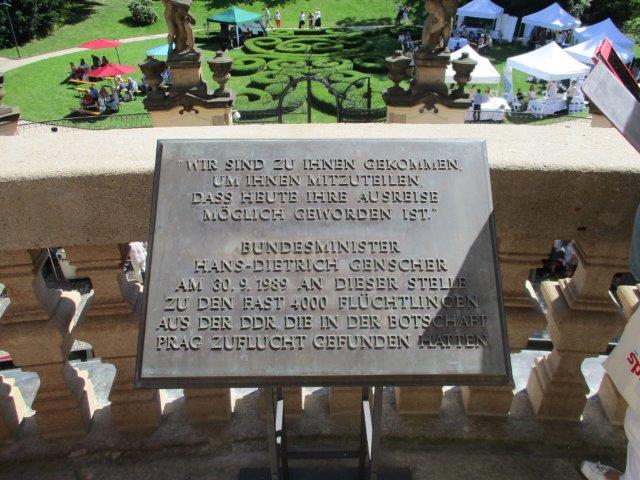 "WIR SIND ZU IHNEN GEKOMMEN,
UM IHNEN MITZUTEILEN,
DASS HEUTE IHRE AUSREISE
MÖGLICH GEWORDEN IST."
BUNDESMINISTER
HANS-DIETRICH GENSCHER
AM 30.9.1989 AN DIESER STELLE
ZU DEN FAST 4000 FLÜCHTLINGEN
AUS DER DDR, DIE IN DER BOTSCHAFT
PRAG ZUFLUCHT GEFUNDEN HATTEN